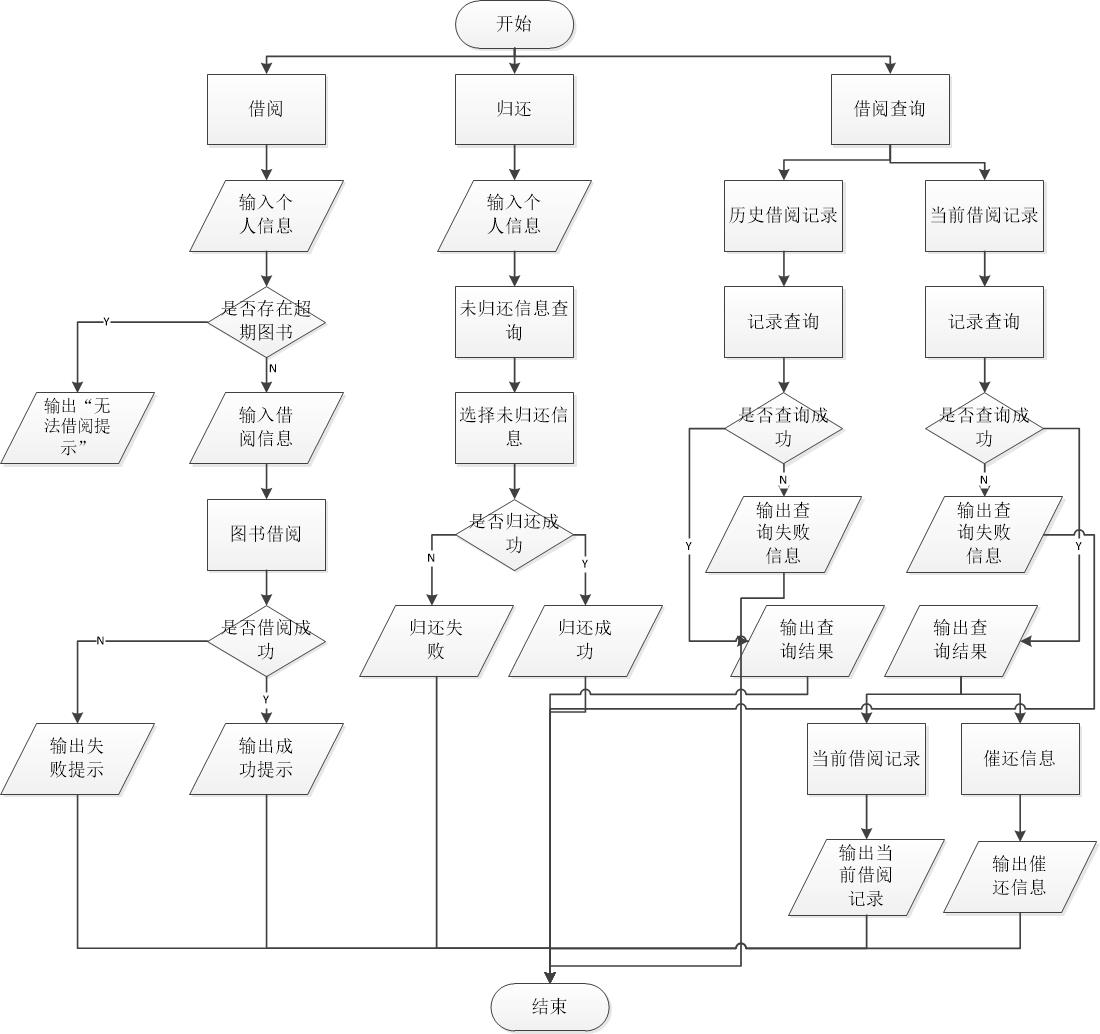 开始
借阅
归还
借阅查询
输入个
人信息
输入个
人信息
历史借阅记录
当前借阅记录
是否存在超
期图书
未归还信息查
询
记录查询
记录查询
Y
N
输出“无
法借阅提
示”
输入借
阅信息
选择未归还信
息
是否查询成
功
是否查询成
功
N
N
图书借阅
是否归还成
功
输出查
询失败
信息
输出查
询失败
信息
N
Y
Y
Y
是否借阅成
功
归还失
败
归还成
功
输出查
询结果
输出查
询结果
N
Y
输出失
败提示
输出成
功提示
当前借阅记录
催还信息
输出当
前借阅
记录
输出催
还信息
结束